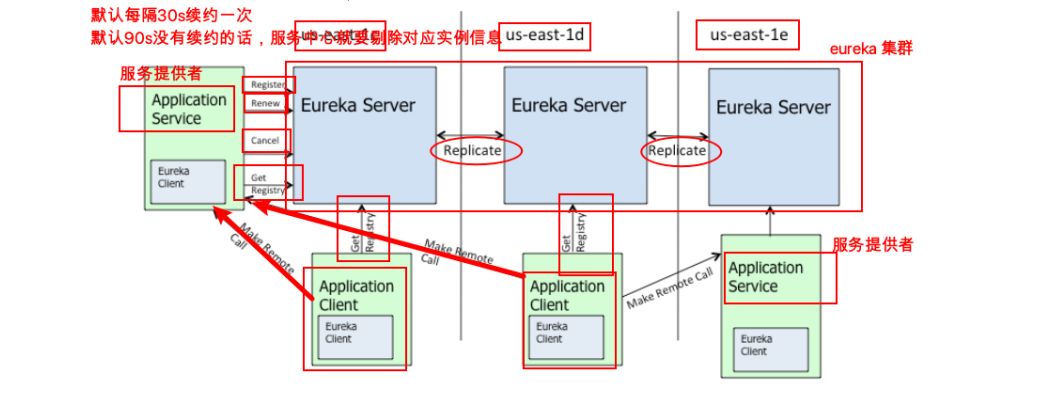 默认每隔30s续约一次
默认90s没有续约的话，服务中心就要剔除对应实例信息
us-east-1c
us-east-1d
us-east-1e
eureka 集群
服务提供者
Application
Service
Eureka
Client
Register
Renew
Cancel
Get
Registry
Eureka Server
Replicate
Eureka Server
Replicate
Eureka Server
Get
Registry
Get
Registry
Make Remote
Call
Make Remote
Call
Make Remote Call
Application
Client
Eureka
Client
Application
Client
Eureka
Client
服务提供者
Application
Service
Eureka
Client